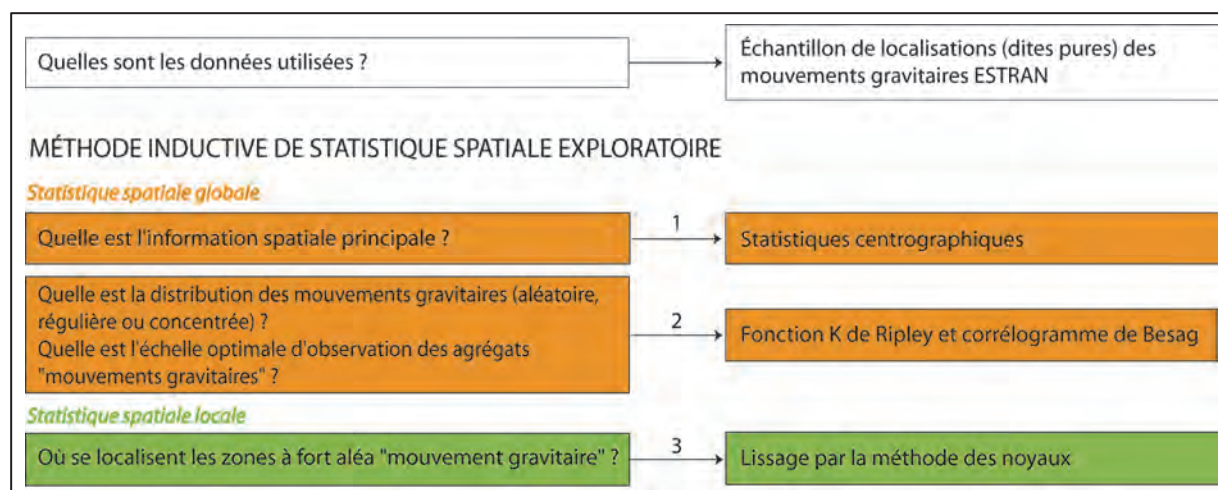 Quelles sont les données utilisées ?
Échantillon de localisations (dites pures) des
mouvements gravitaires ESTRAN
MÉTHODE INDUCTIVE DE STATISTIQUE SPATIALE EXPLORATOIRE
Statistique spatiale globale
Quelle est l'information spatiale principale ?
1
Statistiques centrographiques
Quelle est la distribution des mouvements gravitaires (aléatoire,
régulière ou concentrée) ?
Quelle est l'échelle optimale d'observation des agrégats
"mouvements gravitaires" ?
2
Fonction K de Ripley et corrélogramme de Besag
Statistique spatiale locale
Où se localisent les zones à fort aléa "mouvement gravitaire" ?
3
Lissage par la méthode des noyaux